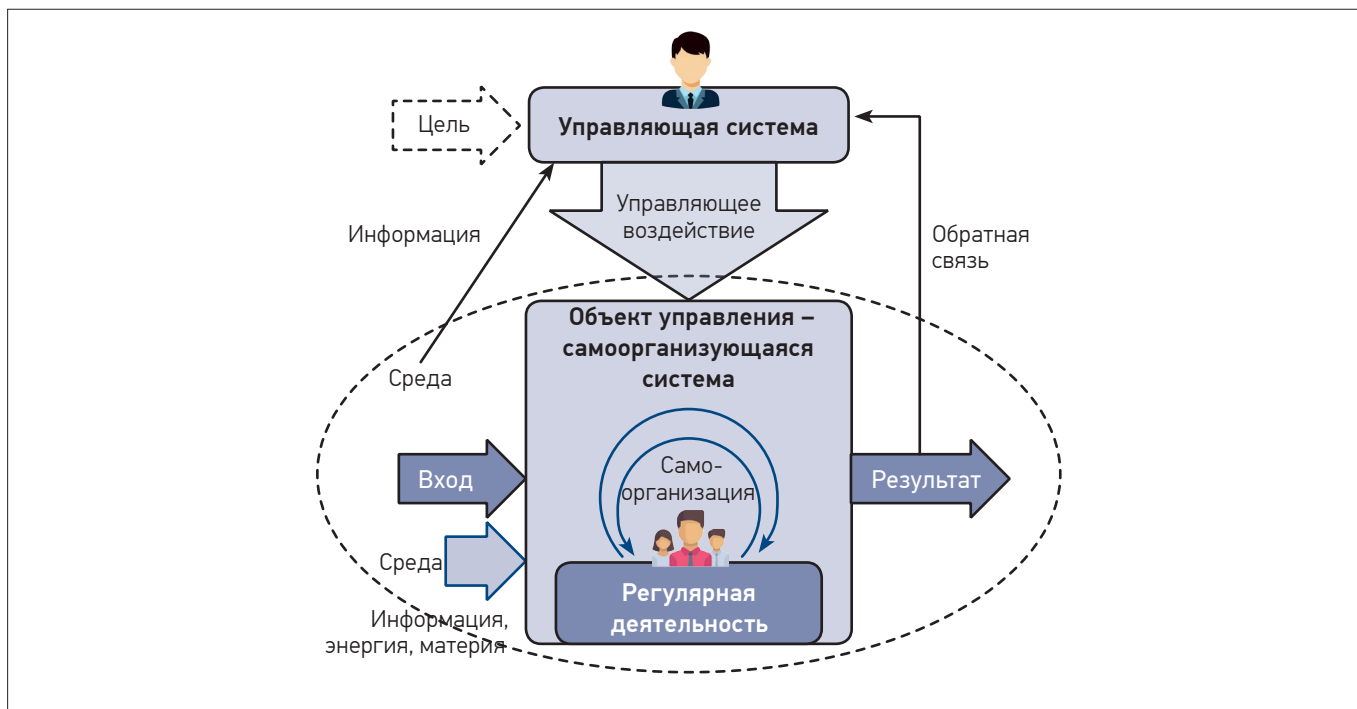 Цель
Управляющая система
Управляющее
воздействие
Информация
Обратная
связь
Объект управления –
самоорганизующаяся
система
Среда
Само-
организация
Вход
Результат
Среда
Регулярная
деятельность
Информация,
энергия, материя